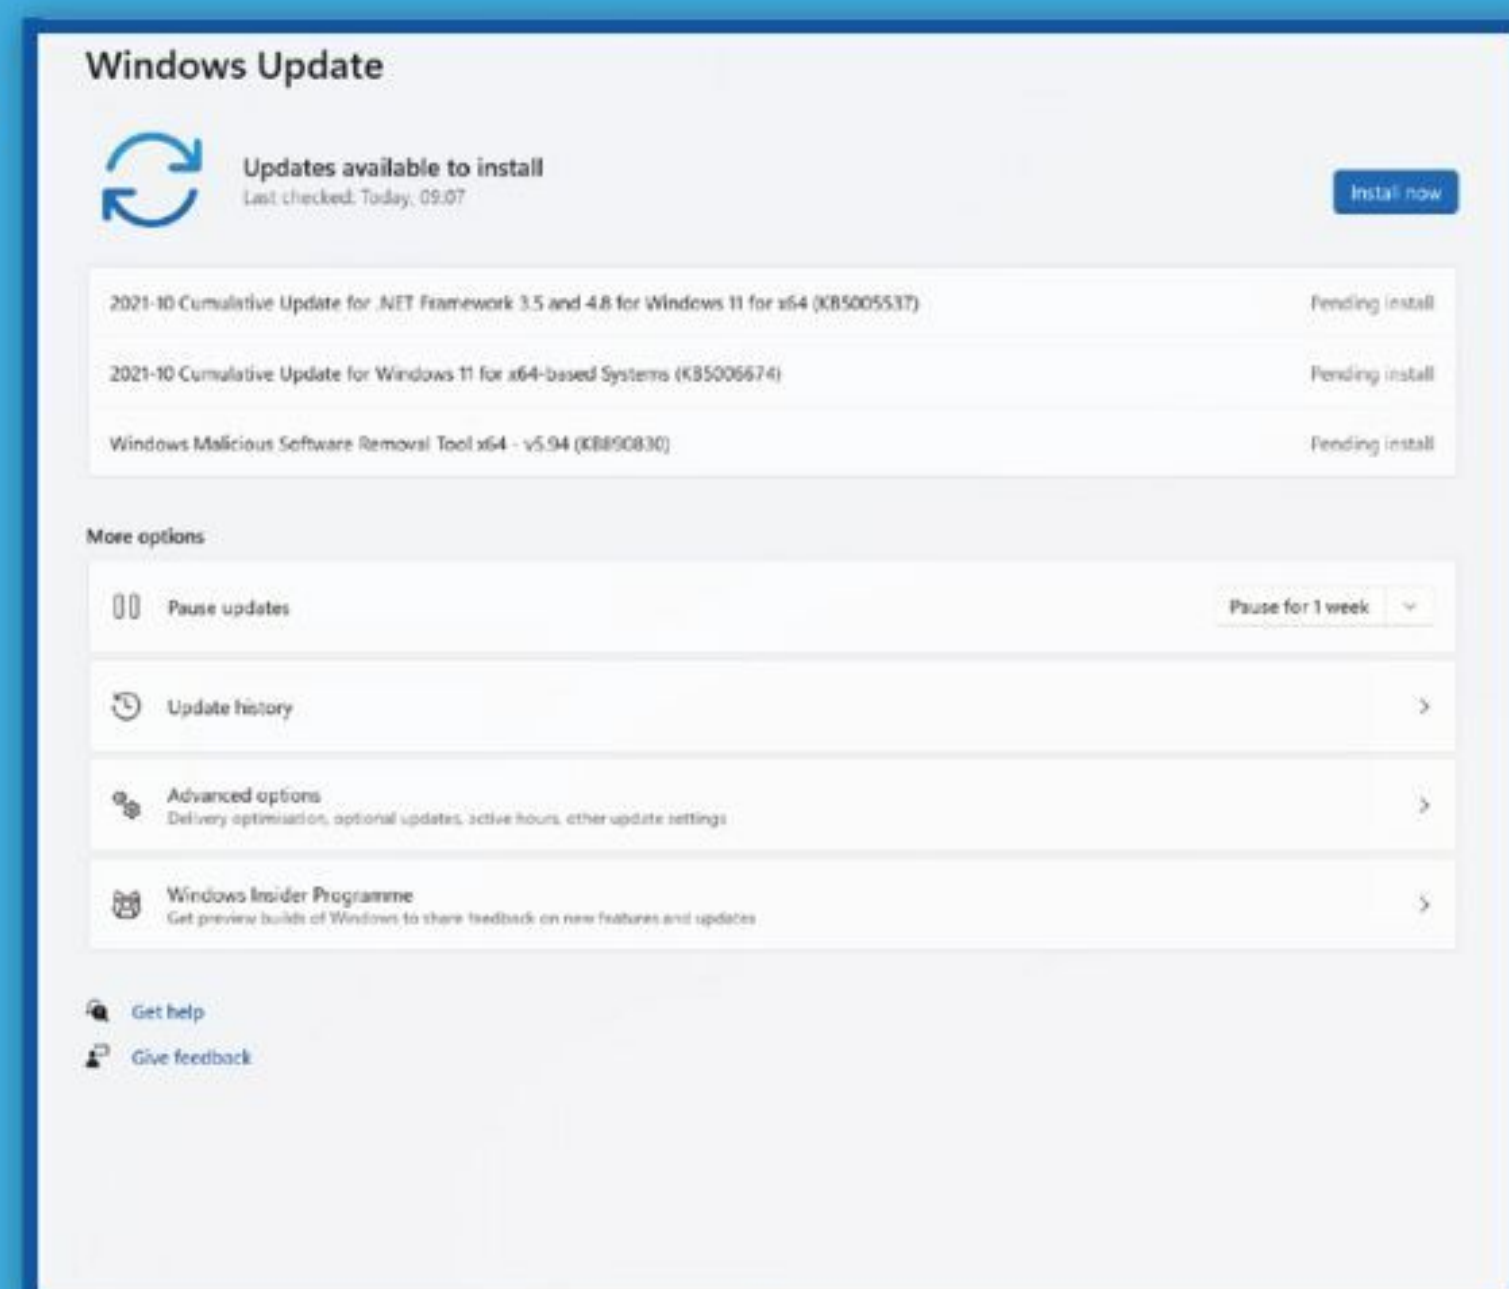 Windows Update
Updates available to install
Last checked: Today, 09:07
Install now
2021-10 Cumulative Update for .NET Framework 3.5 and 4.8 for Windows 11 for x64 (KB5005537)
Pending install
2021-10 Cumulative Update for Windows 11 for x64-based Systems (KB5006674)
Pending install
Windows Malicious Software Removal Tool x64 - v5.94 (KB890830)
Pending install
More options
Pause updates
Pause for 1 week
Update history
Advanced options
Delivery optimisation, optional updates, active hours, other update settings
Windows Insider Programme
Get preview builds of Windows to share feedback on new features and updates
Get help
Give feedback